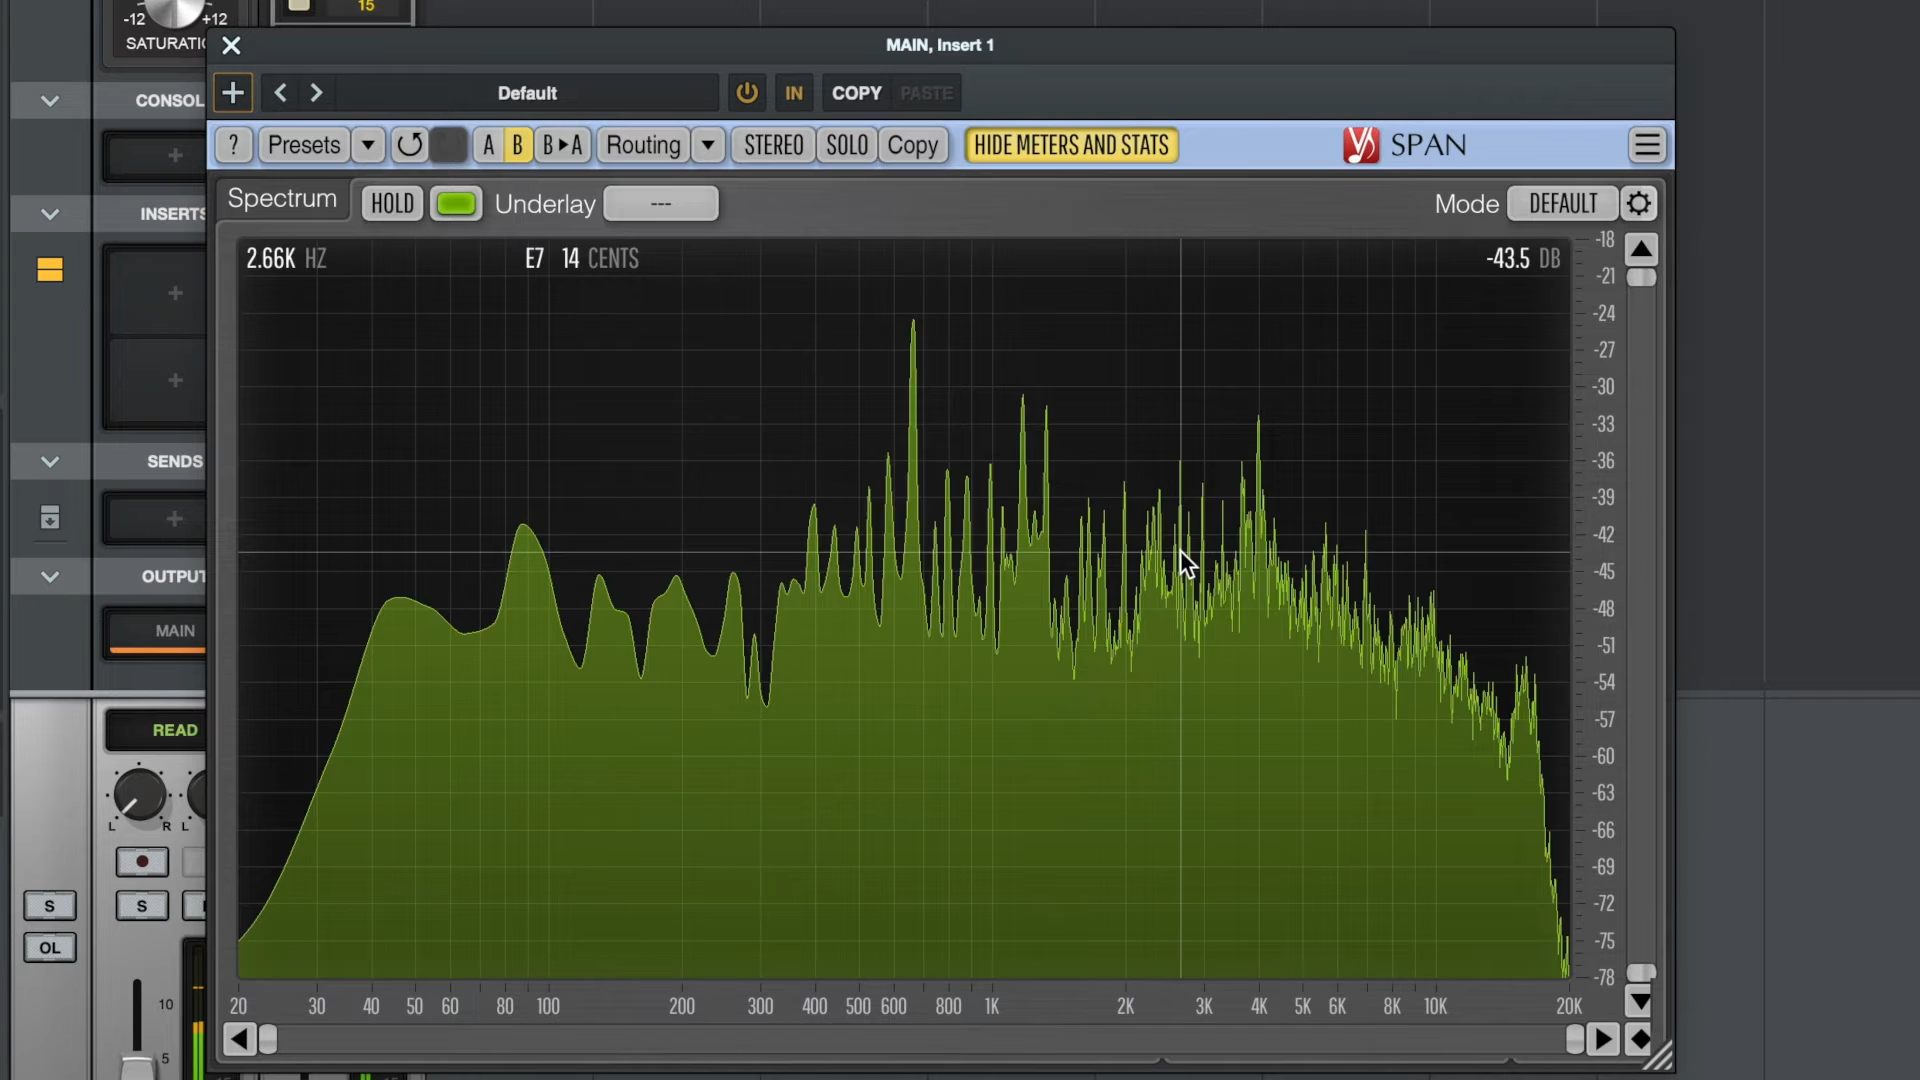 -12 +12 15
SATURATI
MAIN, Insert 1
CONSOL
Default IN COPY PASTE
? Presets A B B▸A Routing STEREO SOLO Copy HIDE METERS AND STATS SPAN
INSERTS
Spectrum HOLD Underlay --- Mode DEFAULT
2.66K HZ E7 14 CENTS -43.5 DB
-18
-21
-24
-27
-30
-33
-36
-39
-42
-45
-48
-51
-54
-57
-60
-63
-66
-69
-72
-75
-78
SENDS
OUTPUT
MAIN
READ
L R L
S S
OL
10
5
20 30 40 50 60 80 100 200 300 400 500 600 800 1K 2K 3K 4K 5K 6K 8K 10K 20K